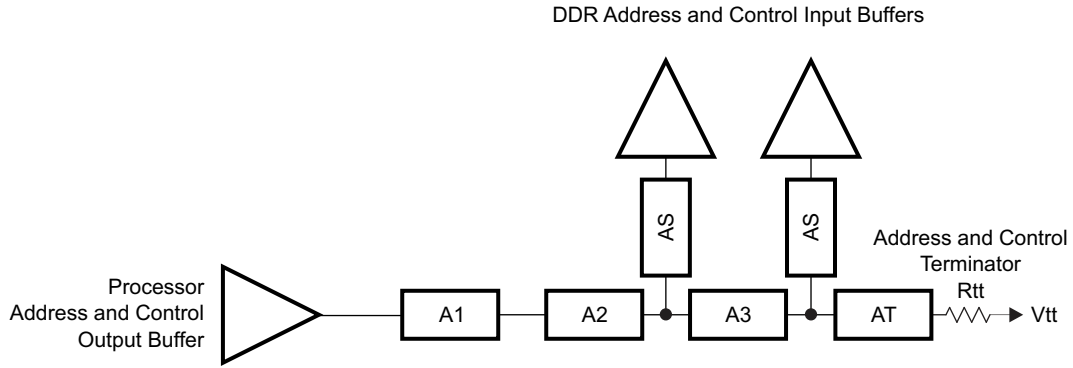 DDR Address and Control Input Buffers
AS
AS
Address and Control
Terminator
Rtt
Processor
Address and Control
Output Buffer
A1
A2
A3
AT
Vtt